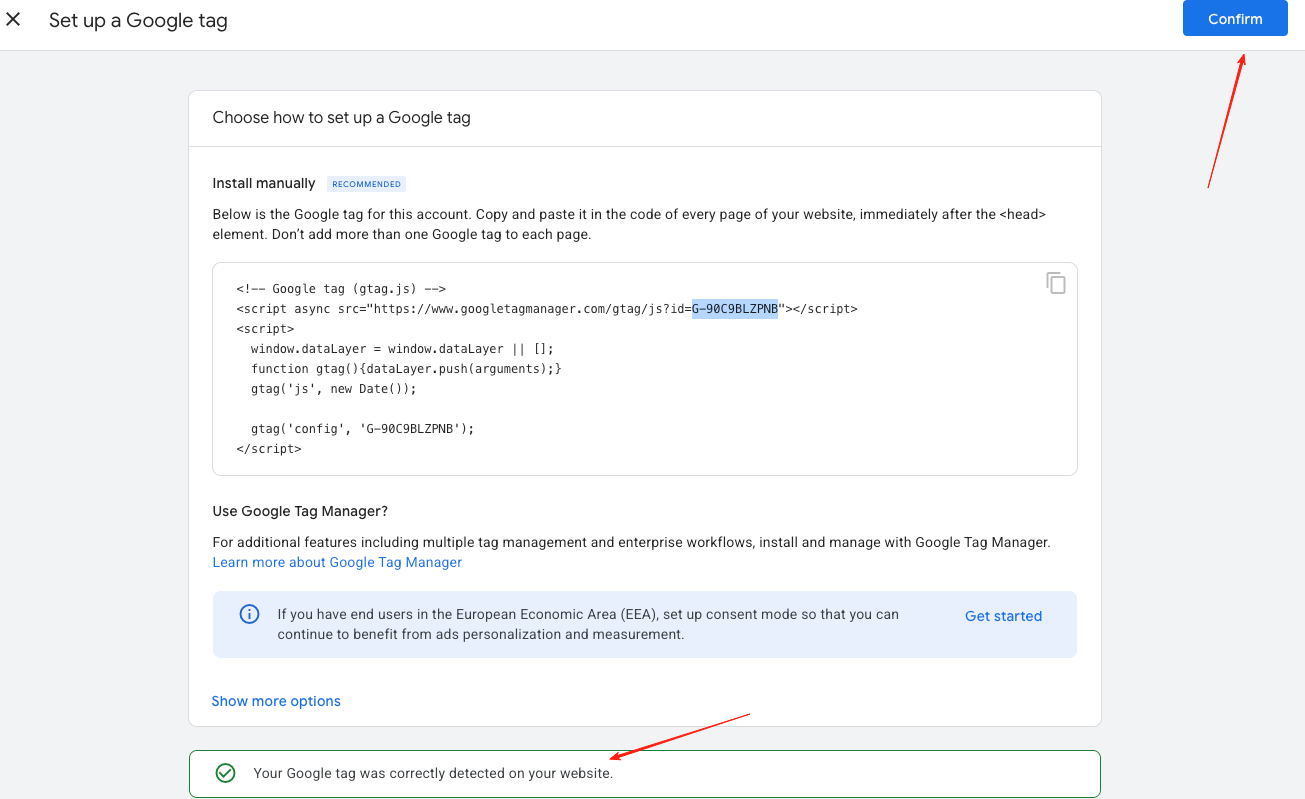 Set up a Google tag
Confirm
Choose how to set up a Google tag
Install manually RECOMMENDED
Below is the Google tag for this account. Copy and paste it in the code of every page of your website, immediately after the <head>
element. Don’t add more than one Google tag to each page.
<!-- Google tag (gtag.js) -->
<script async src="https://www.googletagmanager.com/gtag/js?id=G-90C9BLZPNB"></script>
<script>
  window.dataLayer = window.dataLayer || [];
  function gtag(){dataLayer.push(arguments);}
  gtag('js', new Date());
  gtag('config', 'G-90C9BLZPNB');
</script>
Use Google Tag Manager?
For additional features including multiple tag management and enterprise workflows, install and manage with Google Tag Manager.
Learn more about Google Tag Manager
If you have end users in the European Economic Area (EEA), set up consent mode so that you can
continue to benefit from ads personalization and measurement.
Get started
Show more options
Your Google tag was correctly detected on your website.